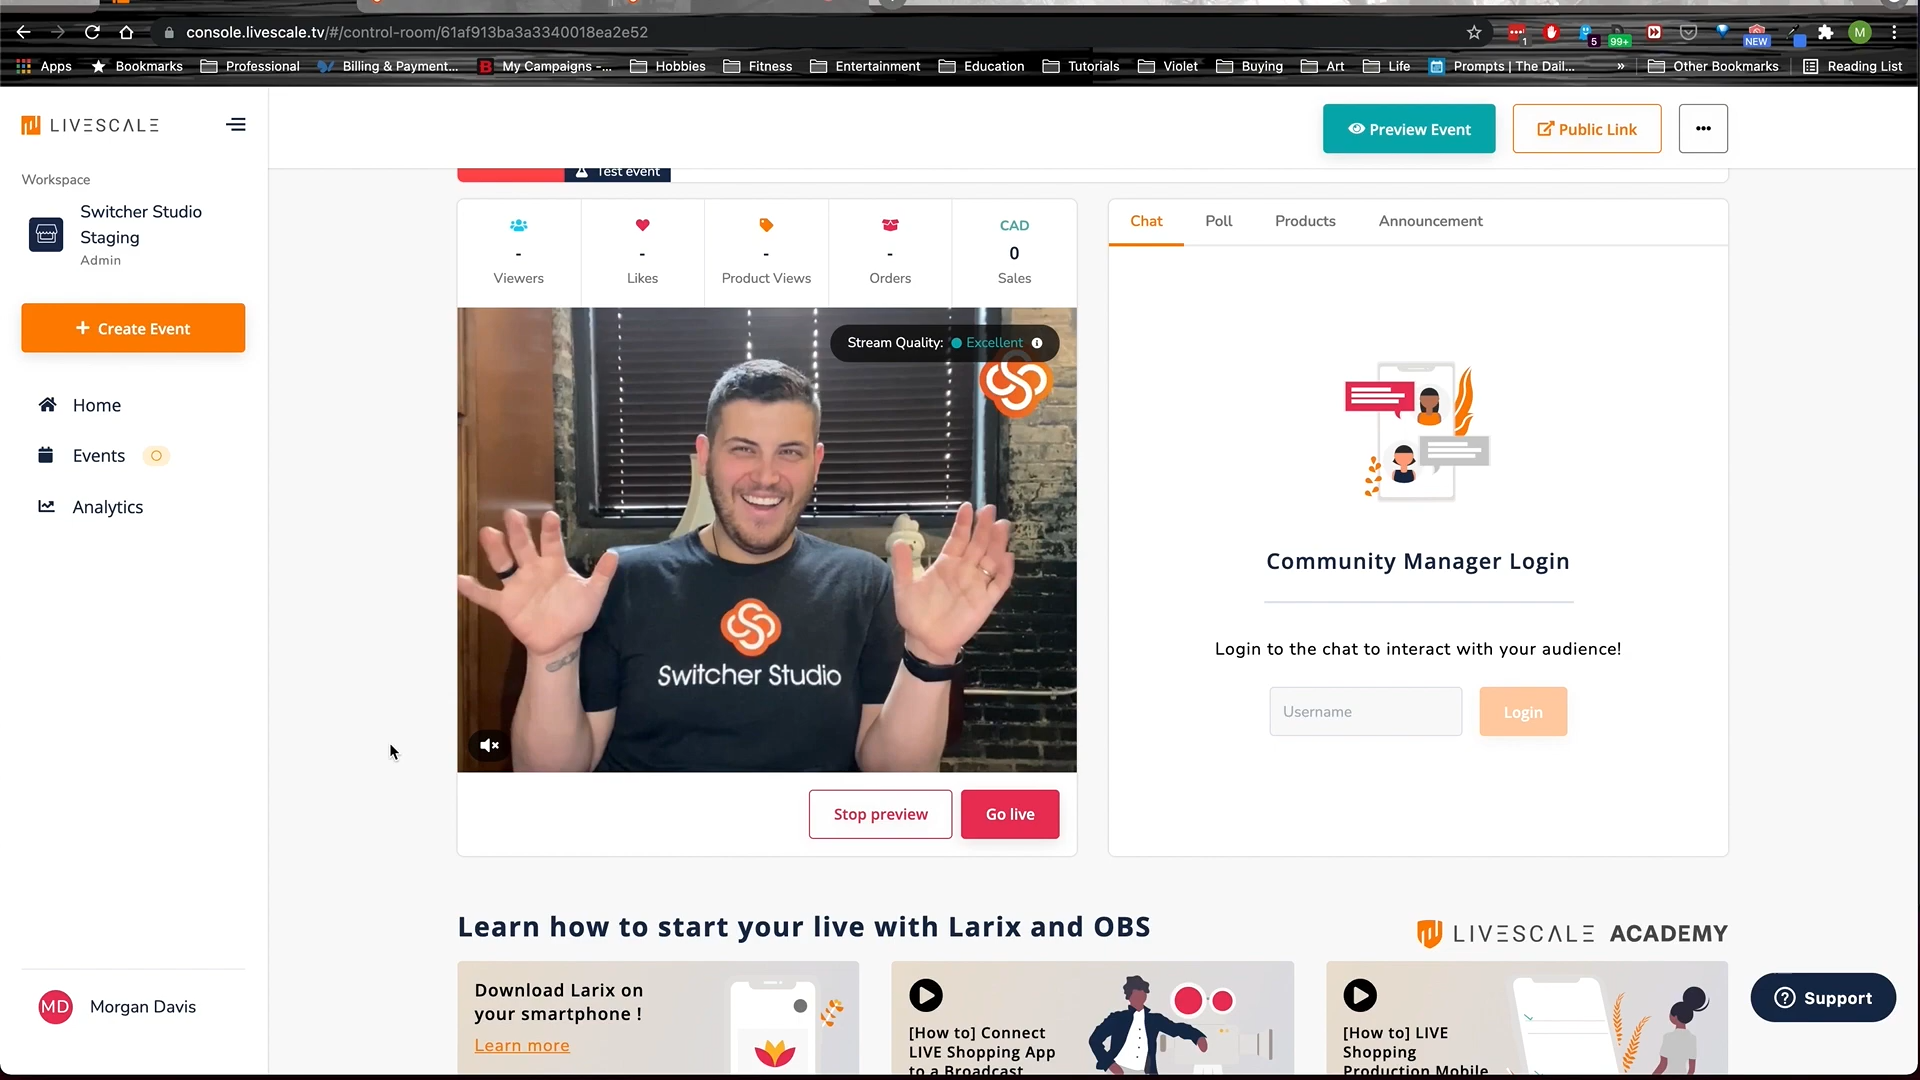 console.livescale.tv/#/control-room/61af913ba3a3340018ea2e52
1
5
99+
NEW
M
Apps
Bookmarks
Professional
Billing & Payment...
My Campaigns -...
Hobbies
Fitness
Entertainment
Education
Tutorials
Violet
Buying
Art
Life
Prompts | The Dail...
»
Other Bookmarks
Reading List
LIVESCALE
Preview Event
Public Link
Workspace
Switcher Studio
Staging
Admin
Test event
Chat
Poll
Products
Announcement
CAD
-
-
-
-
0
Viewers
Likes
Product Views
Orders
Sales
+ Create Event
Stream Quality: Excellent
Home
Events
Analytics
Switcher Studio
Community Manager Login
Login to the chat to interact with your audience!
Username
Login
Stop preview
Go live
Learn how to start your live with Larix and OBS
LIVESCALE ACADEMY
Download Larix on
your smartphone !
Learn more
[How to] Connect
LIVE Shopping App
to a Broadcast
[How to] LIVE
Shopping
Production Mobile
MD
Morgan Davis
Support